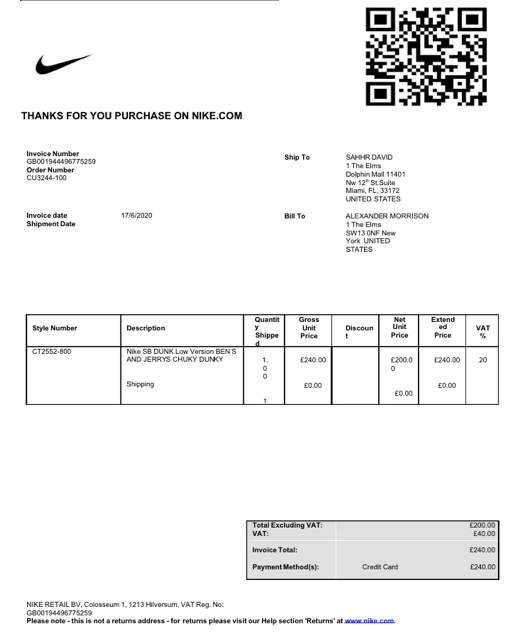 THANKS FOR YOU PURCHASE ON NIKE.COM
Invoice Number
GB001944496775259
Order Number
CU3244-100
Invoice date 17/6/2020
Shipment Date
Ship To
SAHHR DAVID
1 The Elms
Dolphin Mall 11401
Nw 12th St.Suite
Miami, FL, 33172
UNITED STATES
Bill To
ALEXANDER MORRISON
1 The Elms
SW13 0NF New
York UNITED
STATES
Style Number
Description
Quantit
y
Shippe
d
Gross
Unit
Price
Discoun
t
Net
Unit
Price
Extend
ed
Price
VAT
%
CT2552-800
Nike SB DUNK Low Version BEN'S
AND JERRYS CHUKY DUNKY
1.
0
0
£240.00
£200.0
0
£240.00
20
Shipping
1
£0.00
£0.00
£0.00
Total Excluding VAT: £200.00
VAT: £40.00
Invoice Total: £240.00
Payment Method(s): Credit Card £240.00
NIKE RETAIL BV, Colosseum 1, 1213 Hilversum, VAT Reg. No:
GB00194496775259
Please note - this is not a returns address - for returns please visit our Help section 'Returns' at www.nike.com.